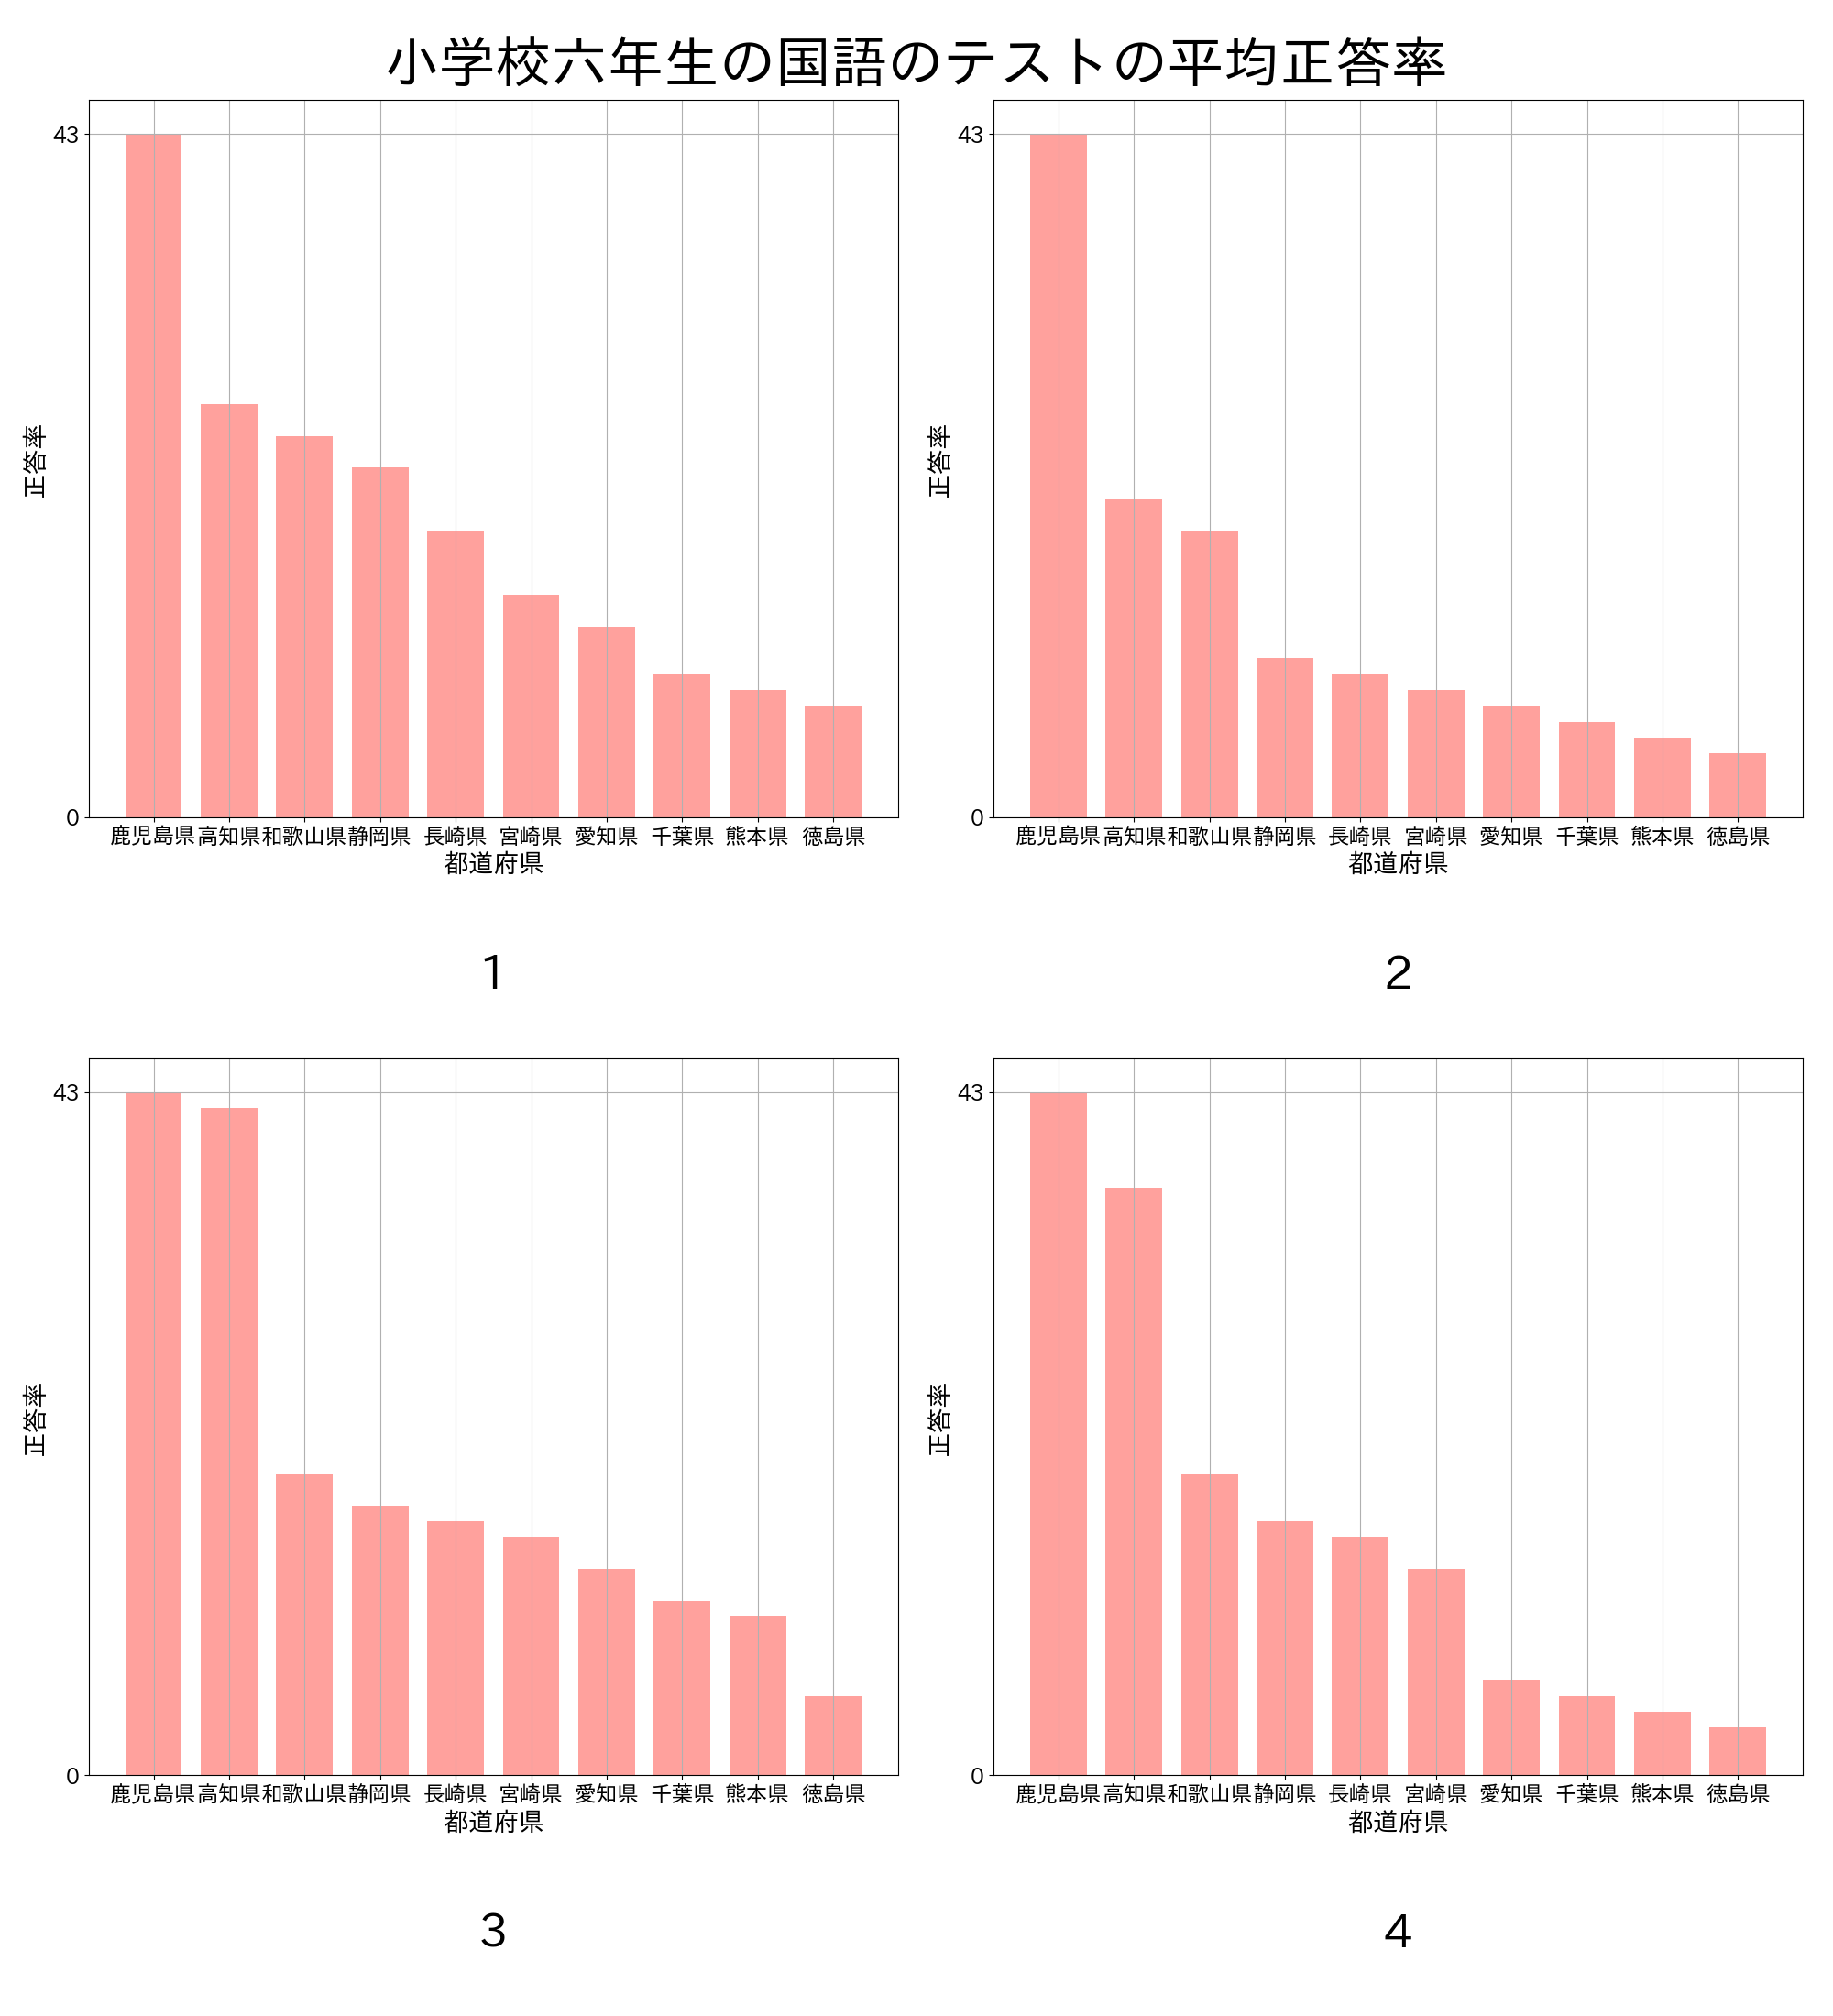 小学校六年生の国語のテストの平均正答率
43
0
正答率
鹿児島県 高知県 和歌山県 静岡県 長崎県 宮崎県 愛知県 千葉県 熊本県 徳島県
都道府県
1
43
0
正答率
鹿児島県 高知県 和歌山県 静岡県 長崎県 宮崎県 愛知県 千葉県 熊本県 徳島県
都道府県
2
43
0
正答率
鹿児島県 高知県 和歌山県 静岡県 長崎県 宮崎県 愛知県 千葉県 熊本県 徳島県
都道府県
3
43
0
正答率
鹿児島県 高知県 和歌山県 静岡県 長崎県 宮崎県 愛知県 千葉県 熊本県 徳島県
都道府県
4